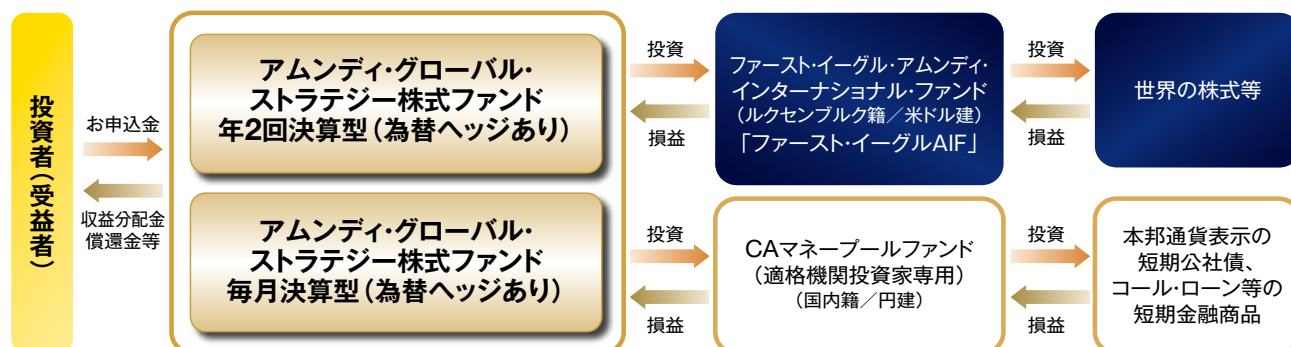 投資者（受益者）
お申込金
収益分配金
償還金等
アムンディ・グローバル・
ストラテジー株式ファンド
年2回決算型（為替ヘッジあり）
アムンディ・グローバル・
ストラテジー株式ファンド
毎月決算型（為替ヘッジあり）
投資
損益
ファースト・イーグル・アムンディ・
インターナショナル・ファンド
（ルクセンブルク籍／米ドル建）
「ファースト・イーグルAIF」
投資
損益
世界の株式等
投資
損益
CAマネープールファンド
（適格機関投資家専用）
（国内籍／円建）
投資
損益
本邦通貨表示の
短期公社債、
コール・ローン等の
短期金融商品